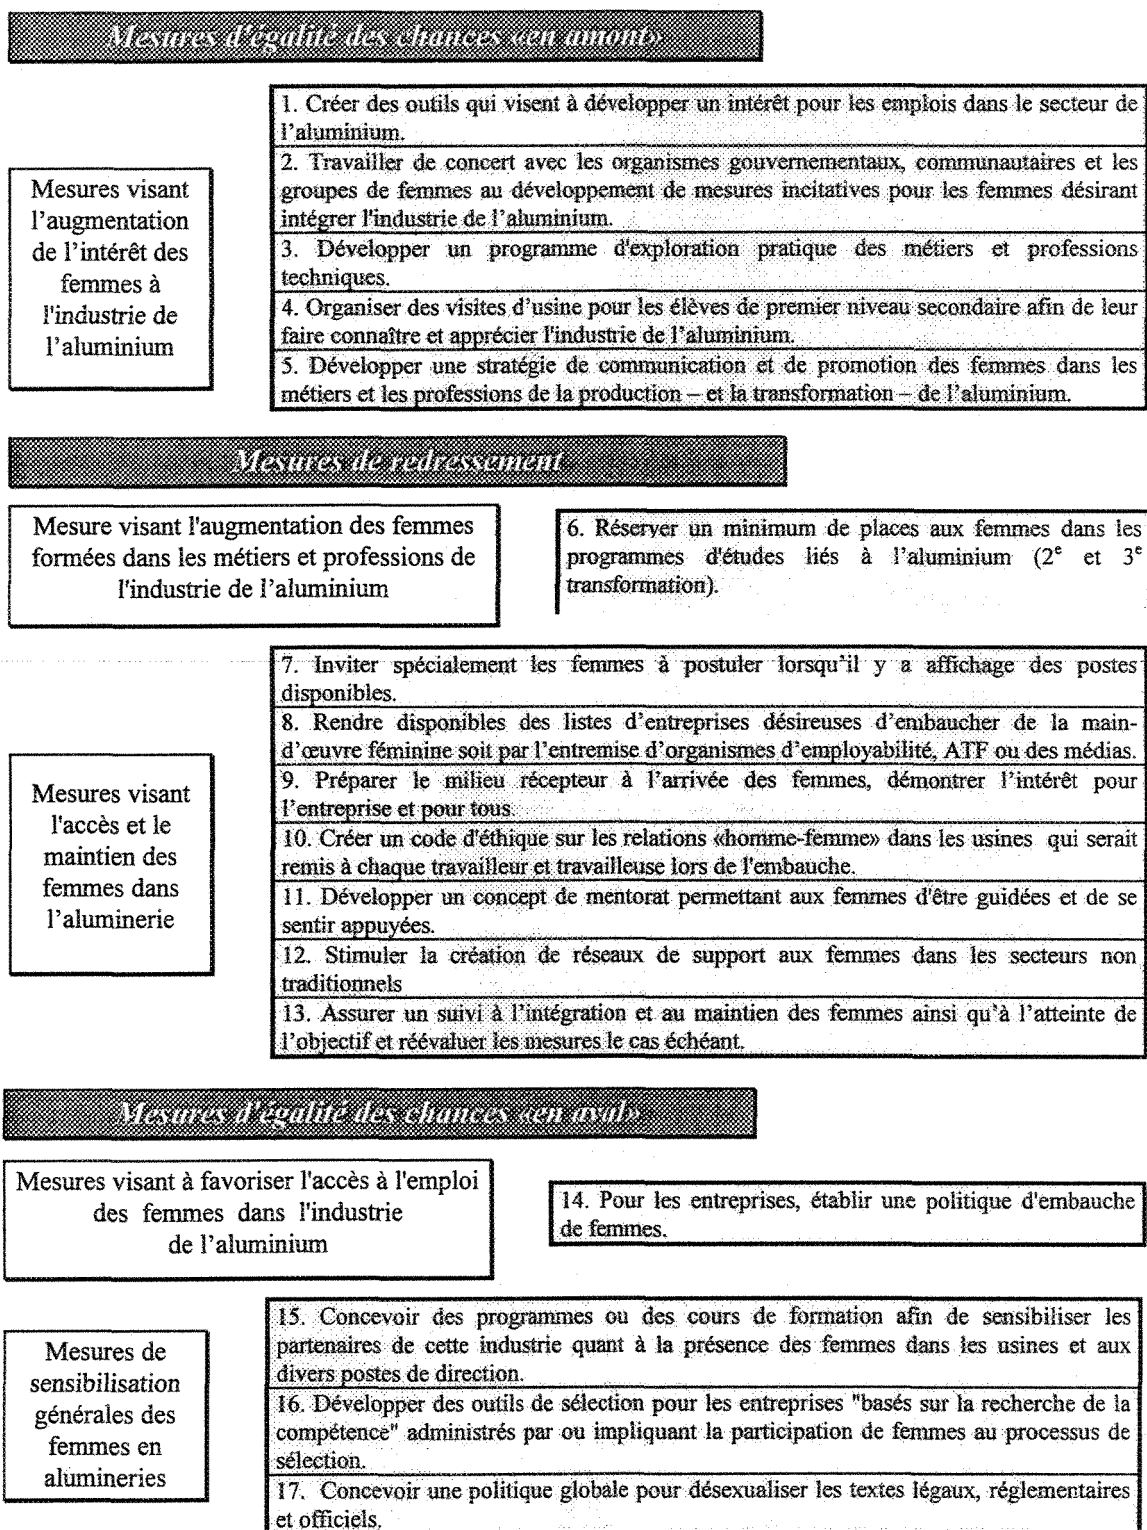 Mesures d'égalité des chances «en amont»
Mesures visant
l'augmentation
de l'intérêt des
femmes à
l'industrie de
l'aluminium
1. Créer des outils qui visent à développer un intérêt pour les emplois dans le secteur de
l'aluminium.
2. Travailler de concert avec les organismes gouvernementaux, communautaires et les
groupes de femmes au développement de mesures incitatives pour les femmes désirant
intégrer l'industrie de l'aluminium.
3. Développer un programme d'exploration pratique des métiers et professions
techniques.
4. Organiser des visites d'usine pour les élèves de premier niveau secondaire afin de leur
faire connaître et apprécier l'industrie de l'aluminium.
5. Développer une stratégie de communication et de promotion des femmes dans les
métiers et les professions de la production – et la transformation – de l'aluminium.
Mesures de redressement
Mesure visant l'augmentation des femmes
formées dans les métiers et professions de
l'industrie de l'aluminium
6. Réserver un minimum de places aux femmes dans les
programmes d'études liés à l'aluminium (2e et 3e
transformation).
Mesures visant
l'accès et le
maintien des
femmes dans
l'aluminerie
7. Inviter spécialement les femmes à postuler lorsqu'il y a affichage des postes
disponibles.
8. Rendre disponibles des listes d'entreprises désireuses d'embaucher de la main-
d'œuvre féminine soit par l'entremise d'organismes d'employabilité, ATF ou des médias.
9. Préparer le milieu récepteur à l'arrivée des femmes, démontrer l'intérêt pour
l'entreprise et pour tous.
10. Créer un code d'éthique sur les relations «homme-femme» dans les usines qui serait
remis à chaque travailleur et travailleuse lors de l'embauche.
11. Développer un concept de mentorat permettant aux femmes d'être guidées et de se
sentir appuyées.
12. Stimuler la création de réseaux de support aux femmes dans les secteurs non
traditionnels
13. Assurer un suivi à l'intégration et au maintien des femmes ainsi qu'à l'atteinte de
l'objectif et réévaluer les mesures le cas échéant.
Mesures d'égalité des chances «en aval»
Mesures visant à favoriser l'accès à l'emploi
des femmes dans l'industrie
de l'aluminium
14. Pour les entreprises, établir une politique d'embauche
de femmes.
Mesures de
sensibilisation
générales des
femmes en
alumineries
15. Concevoir des programmes ou des cours de formation afin de sensibiliser les
partenaires de cette industrie quant à la présence des femmes dans les usines et aux
divers postes de direction.
16. Développer des outils de sélection pour les entreprises "basés sur la recherche de la
compétence" administrés par ou impliquant la participation de femmes au processus de
sélection.
17. Concevoir une politique globale pour désexualiser les textes légaux, réglementaires
et officiels.